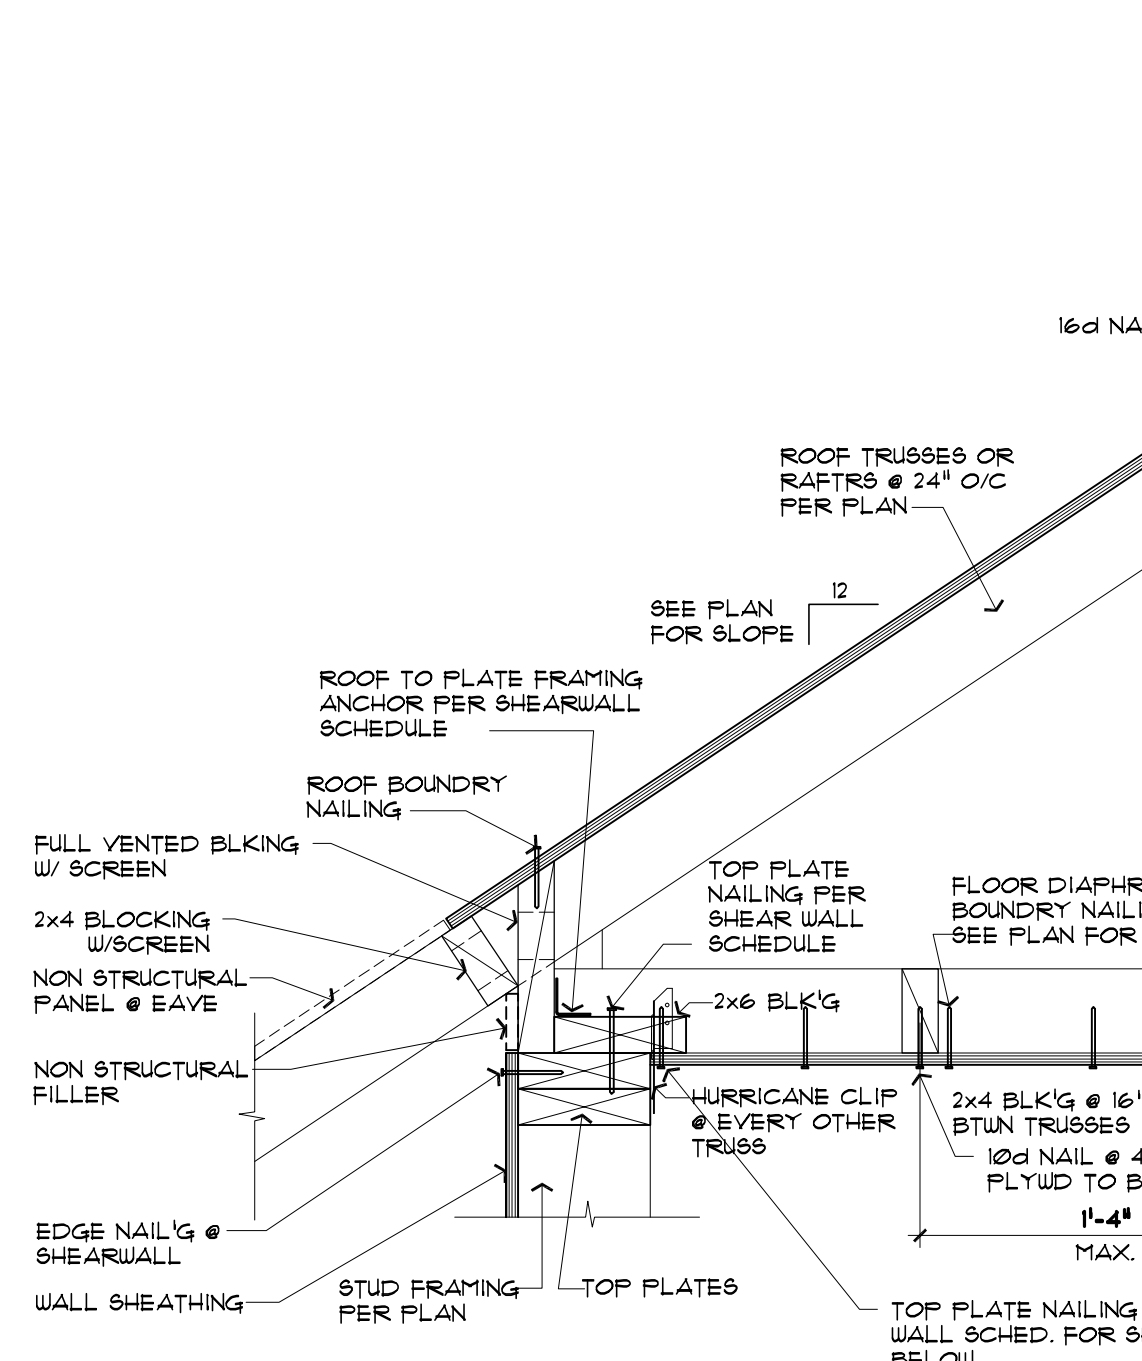 16d NA
ROOF TRUSSES OR
RAFTRS @ 24" O/C
PER PLAN
12
SEE PLAN
FOR SLOPE
ROOF TO PLATE FRAMING
ANCHOR PER SHEARWALL
SCHEDULE
ROOF BOUNDRY
NAILING
FULL VENTED BLKING
W/ SCREEN
2x4 BLOCKING
W/SCREEN
NON STRUCTURAL
PANEL @ EAVE
NON STRUCTURAL
FILLER
TOP PLATE
NAILING PER
SHEAR WALL
SCHEDULE
FLOOR DIAPHR
BOUNDRY NAILI
SEE PLAN FOR
2x6 BLK'G
HURRICANE CLIP
@ EVERY OTHER
TRUSS
2x4 BLK'G @ 16'
BTWN TRUSSES
10d NAIL @ 4
PLYWD TO B
1'-4"
MAX.
EDGE NAIL'G @
SHEARWALL
WALL SHEATHING
STUD FRAMING
PER PLAN
TOP PLATES
TOP PLATE NAILING
WALL SCHED. FOR S
BELOW